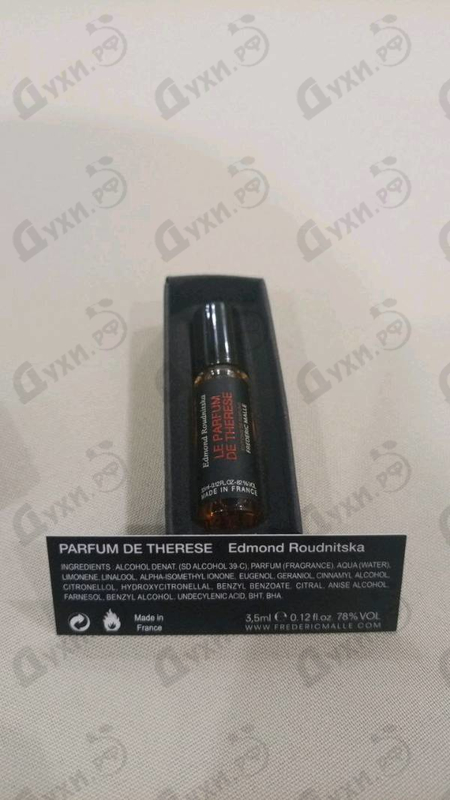 Духи.рф
Edmond Roudnitska
LE PARFUM
DE THERESE
FREDERIC MALLE
MADE IN FRANCE
PARFUM DE THERESE Edmond Roudnitska
INGREDIENTS: ALCOHOL DENAT. (SD ALCOHOL 39-C), PARFUM (FRAGRANCE), AQUA (WATER),
LIMONENE, LINALOOL, ALPHA-ISOMETHYL IONONE, EUGENOL, GERANIOL, CINNAMYL ALCOHOL,
CITRONELLOL, HYDROXYCITRONELLAL, BENZYL BENZOATE, CITRAL, ANISE ALCOHOL,
FARNESOL, BENZYL ALCOHOL, UNDECYLENIC ACID, BHT, BHA.
Made in
France
3,5ml ℮ 0.12 fl.oz 78% VOL
WWW.FREDERICMALLE.COM